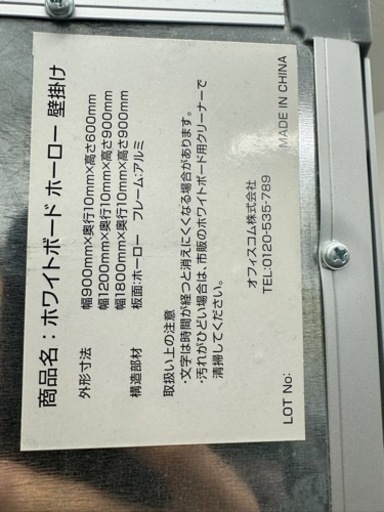 商品名：ホワイトボード ホーロー 壁掛け
外形寸法 幅900mm×奥行10mm×高さ600mm
幅1200mm×奥行10mm×高さ900mm
幅1800mm×奥行10mm×高さ900mm
構造部材 板面：ホーロー フレーム：アルミ
取扱い上の注意
・文字は時間が経つと消えにくくなる場合があります。
・汚れがひどい場合は、市販のホワイトボード用クリーナーで
清掃してください。
オフィスコム株式会社
TEL:0120-535-789
LOT No:
MADE IN CHINA